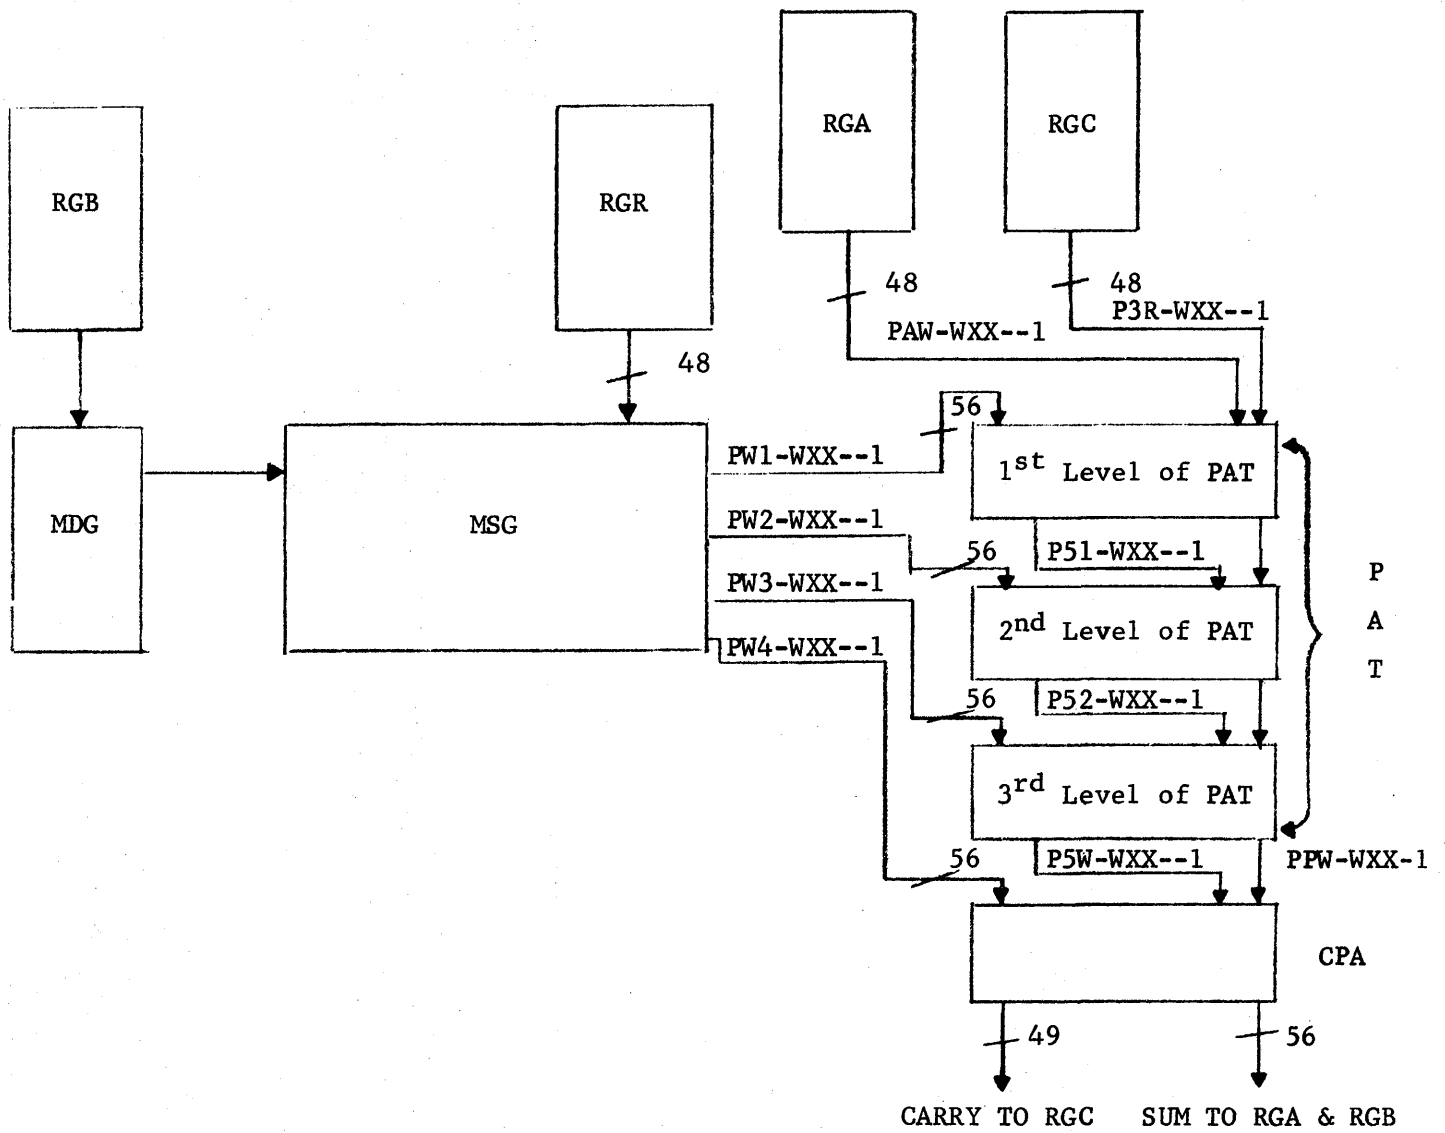 RGA
RGC
RGB
RGR
48
48
P3R-WXX--1
PAW-WXX--1
48
56
PW1-WXX--1
1st Level of PAT
MDG
MSG
PW2-WXX--1
56
P51-WXX--1
P
A
T
PW3-WXX--1
2nd Level of PAT
PW4-WXX--1
56
P52-WXX--1
3rd Level of PAT
56
P5W-WXX--1
PPW-WXX-1
CPA
49
56
CARRY TO RGC
SUM TO RGA & RGB